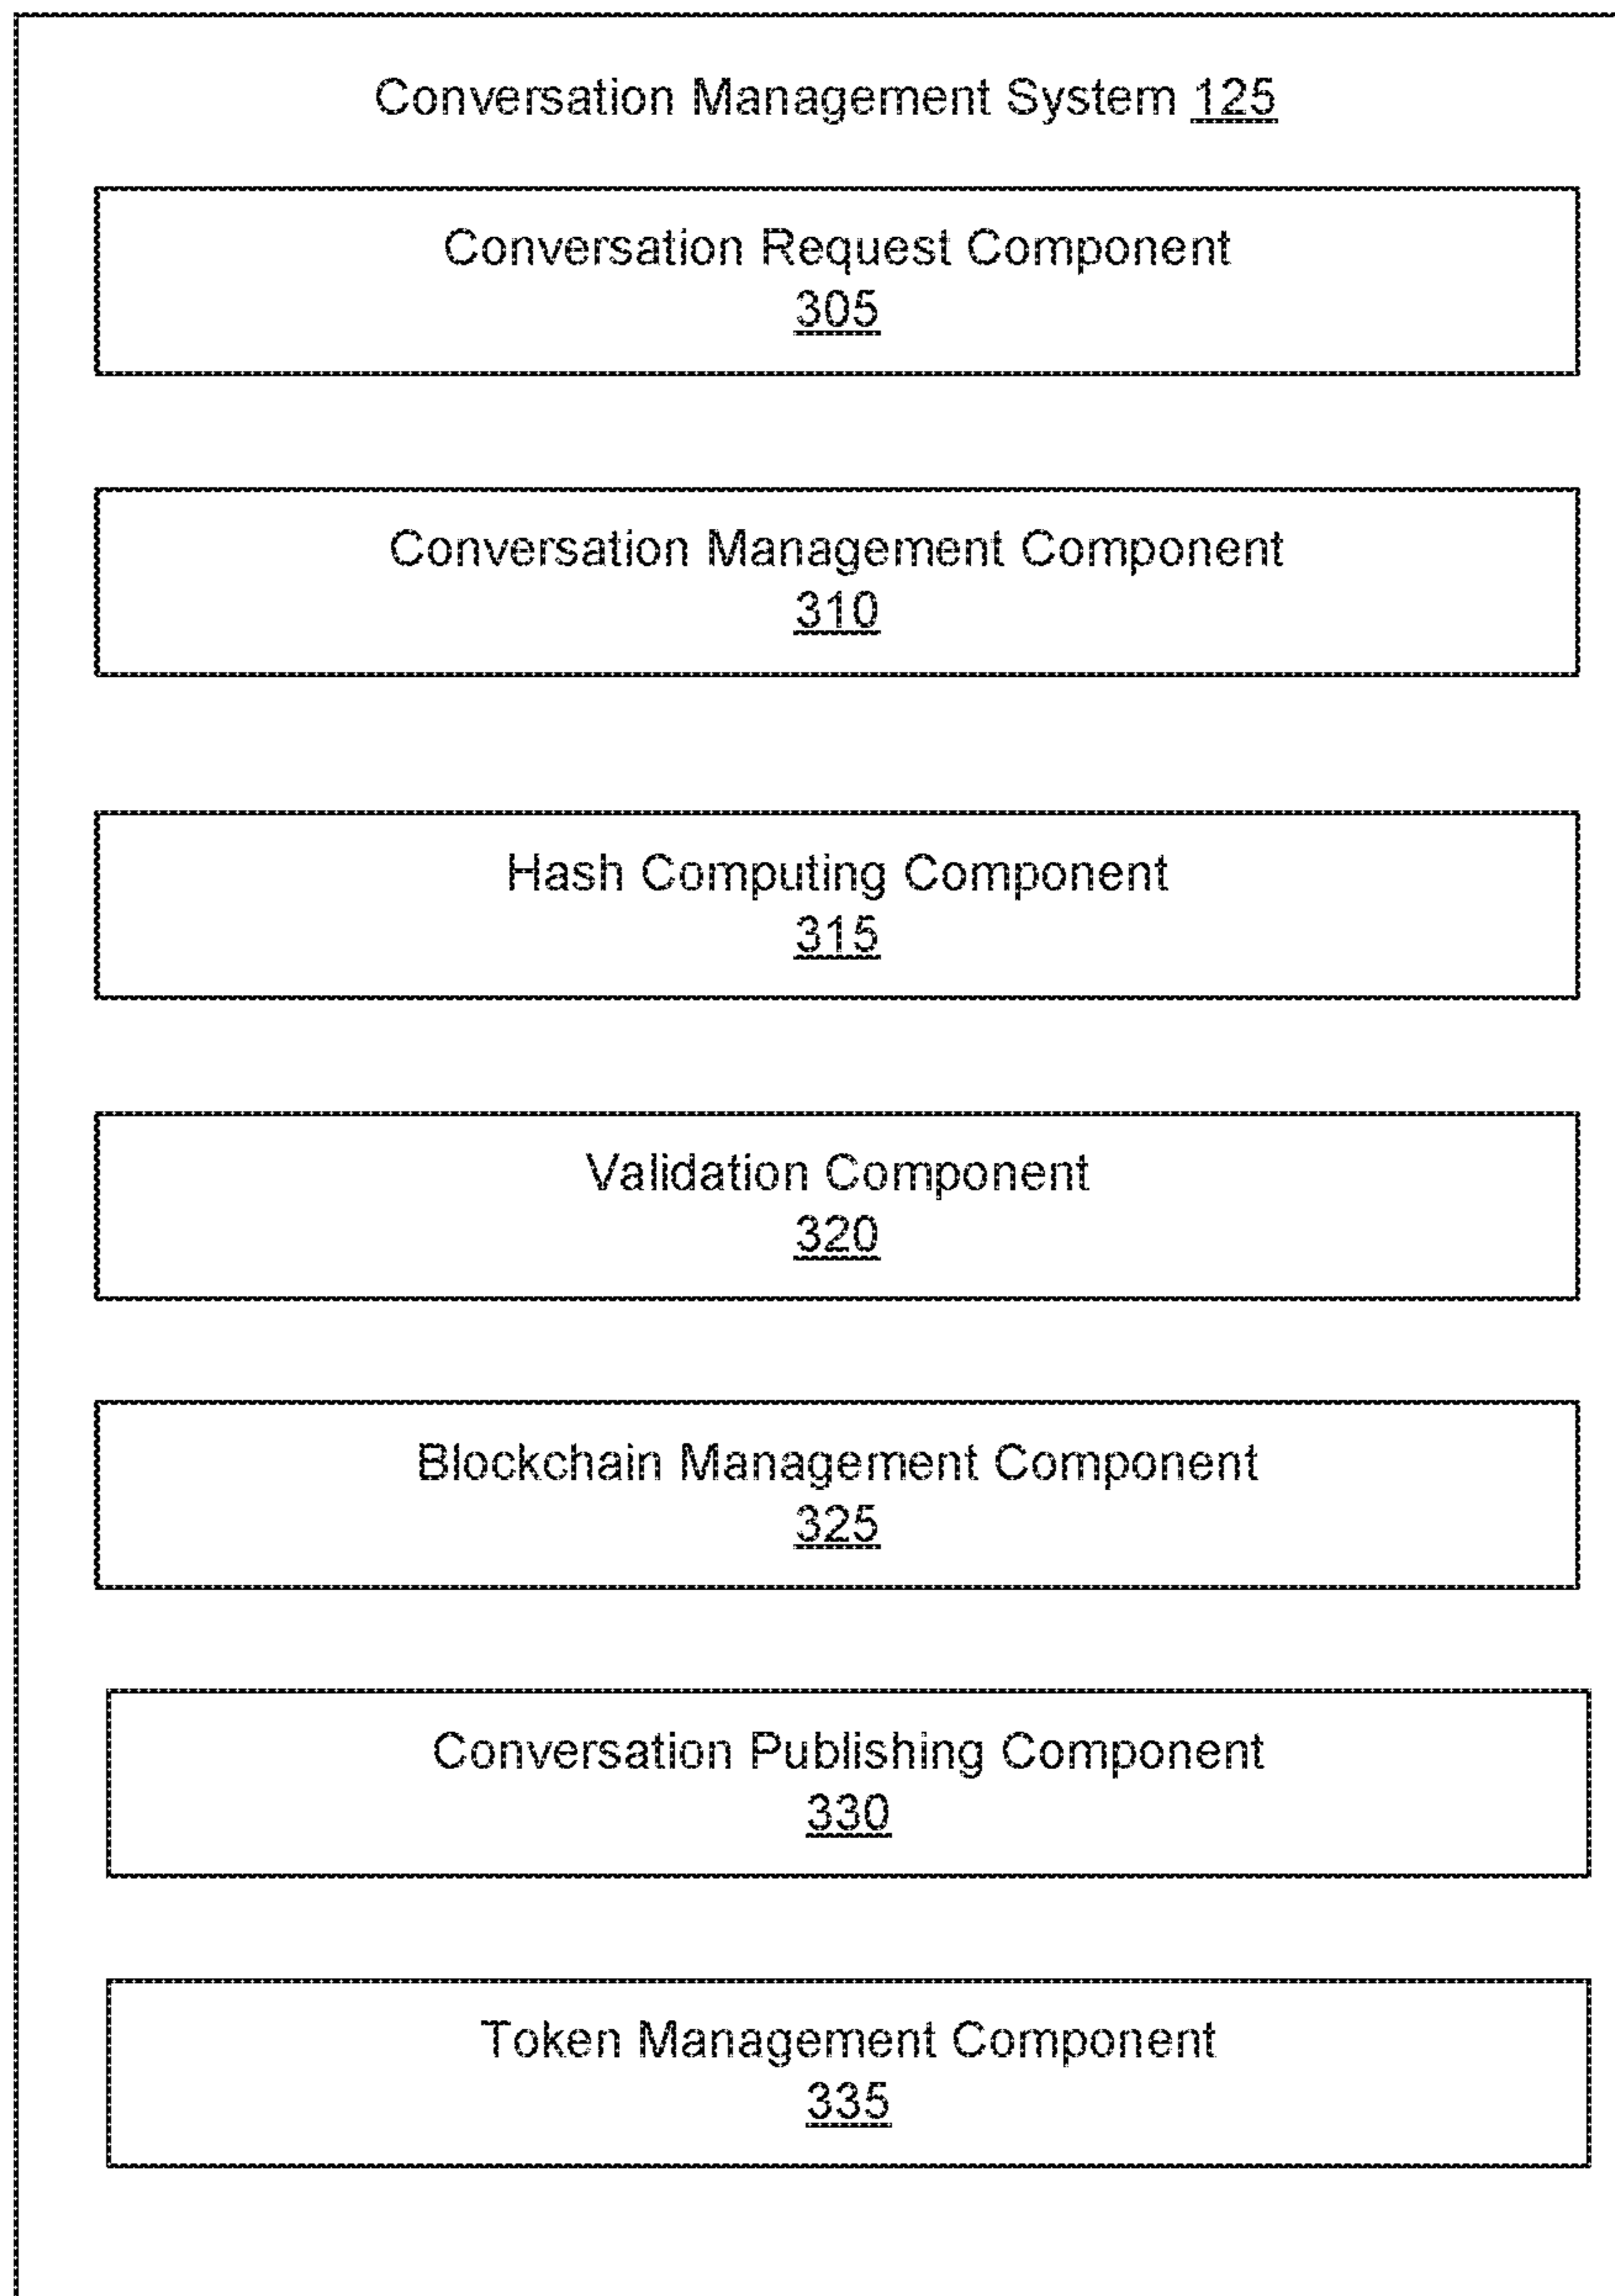 Conversation Management System 125
Conversation Request Component
305
Conversation Management Component
310
Hash Computing Component
315
Validation Component
320
Blockchain Management Component
325
Conversation Publishing Component
330
Token Management Component
335